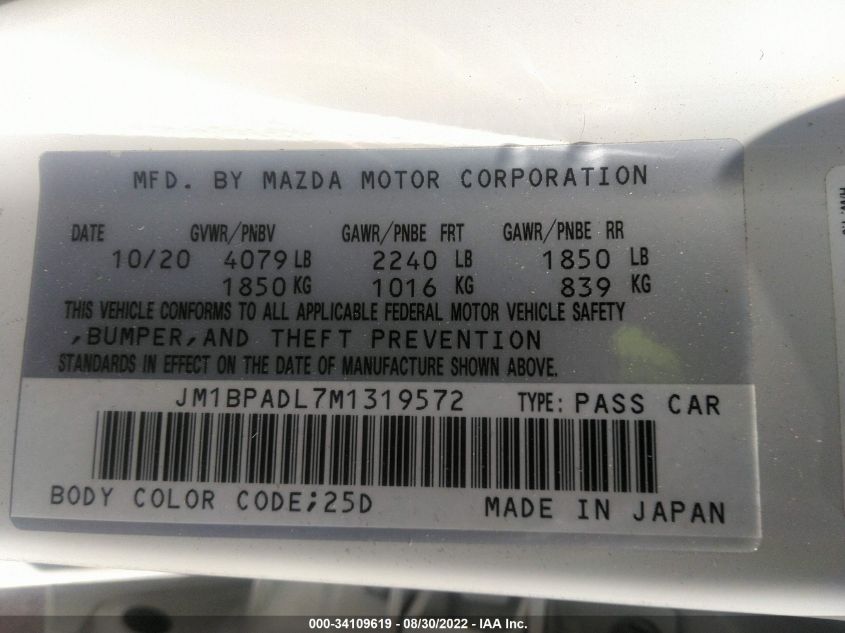 MFD. BY MAZDA MOTOR CORPORATION
DATE GVWR/PNBV GAWR/PNBE FRT GAWR/PNBE RR
10/20 4079 LB 2240 LB 1850 LB
1850 KG 1016 KG 839 KG
THIS VEHICLE CONFORMS TO ALL APPLICABLE FEDERAL MOTOR VEHICLE SAFETY
,BUMPER,AND THEFT PREVENTION
STANDARDS IN EFFECT ON THE DATE OF MANUFACTURE SHOWN ABOVE.
JM1BPADL7M1319572 TYPE: PASS CAR
BODY COLOR CODE;25D MADE IN JAPAN
000-34109619 - 08/30/2022 - IAA Inc.